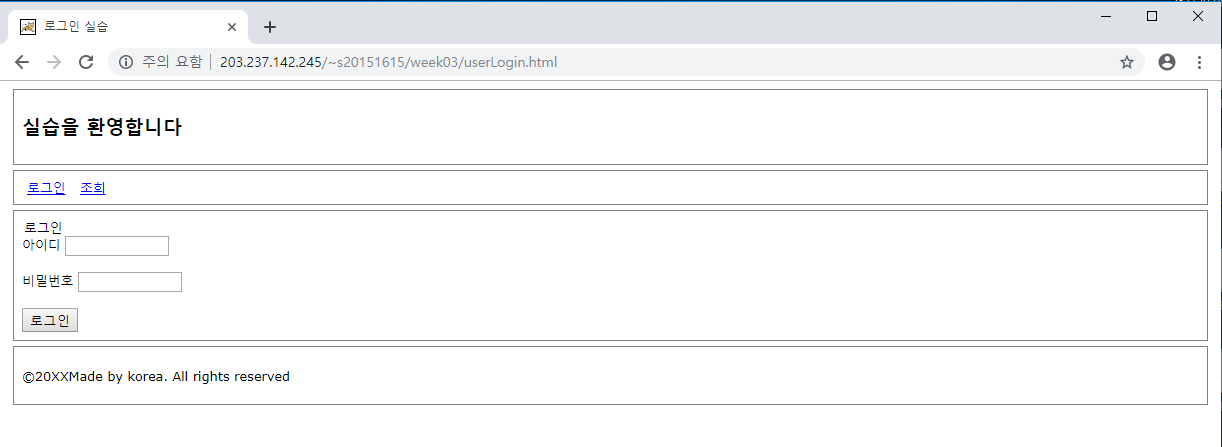 로그인 실습
주의 요함 203.237.142.245/~s20151615/week03/userLogin.html
실습을 환영합니다
로그인 조회
로그인
아이디
비밀번호
로그인
©20XXMade by korea. All rights reserved